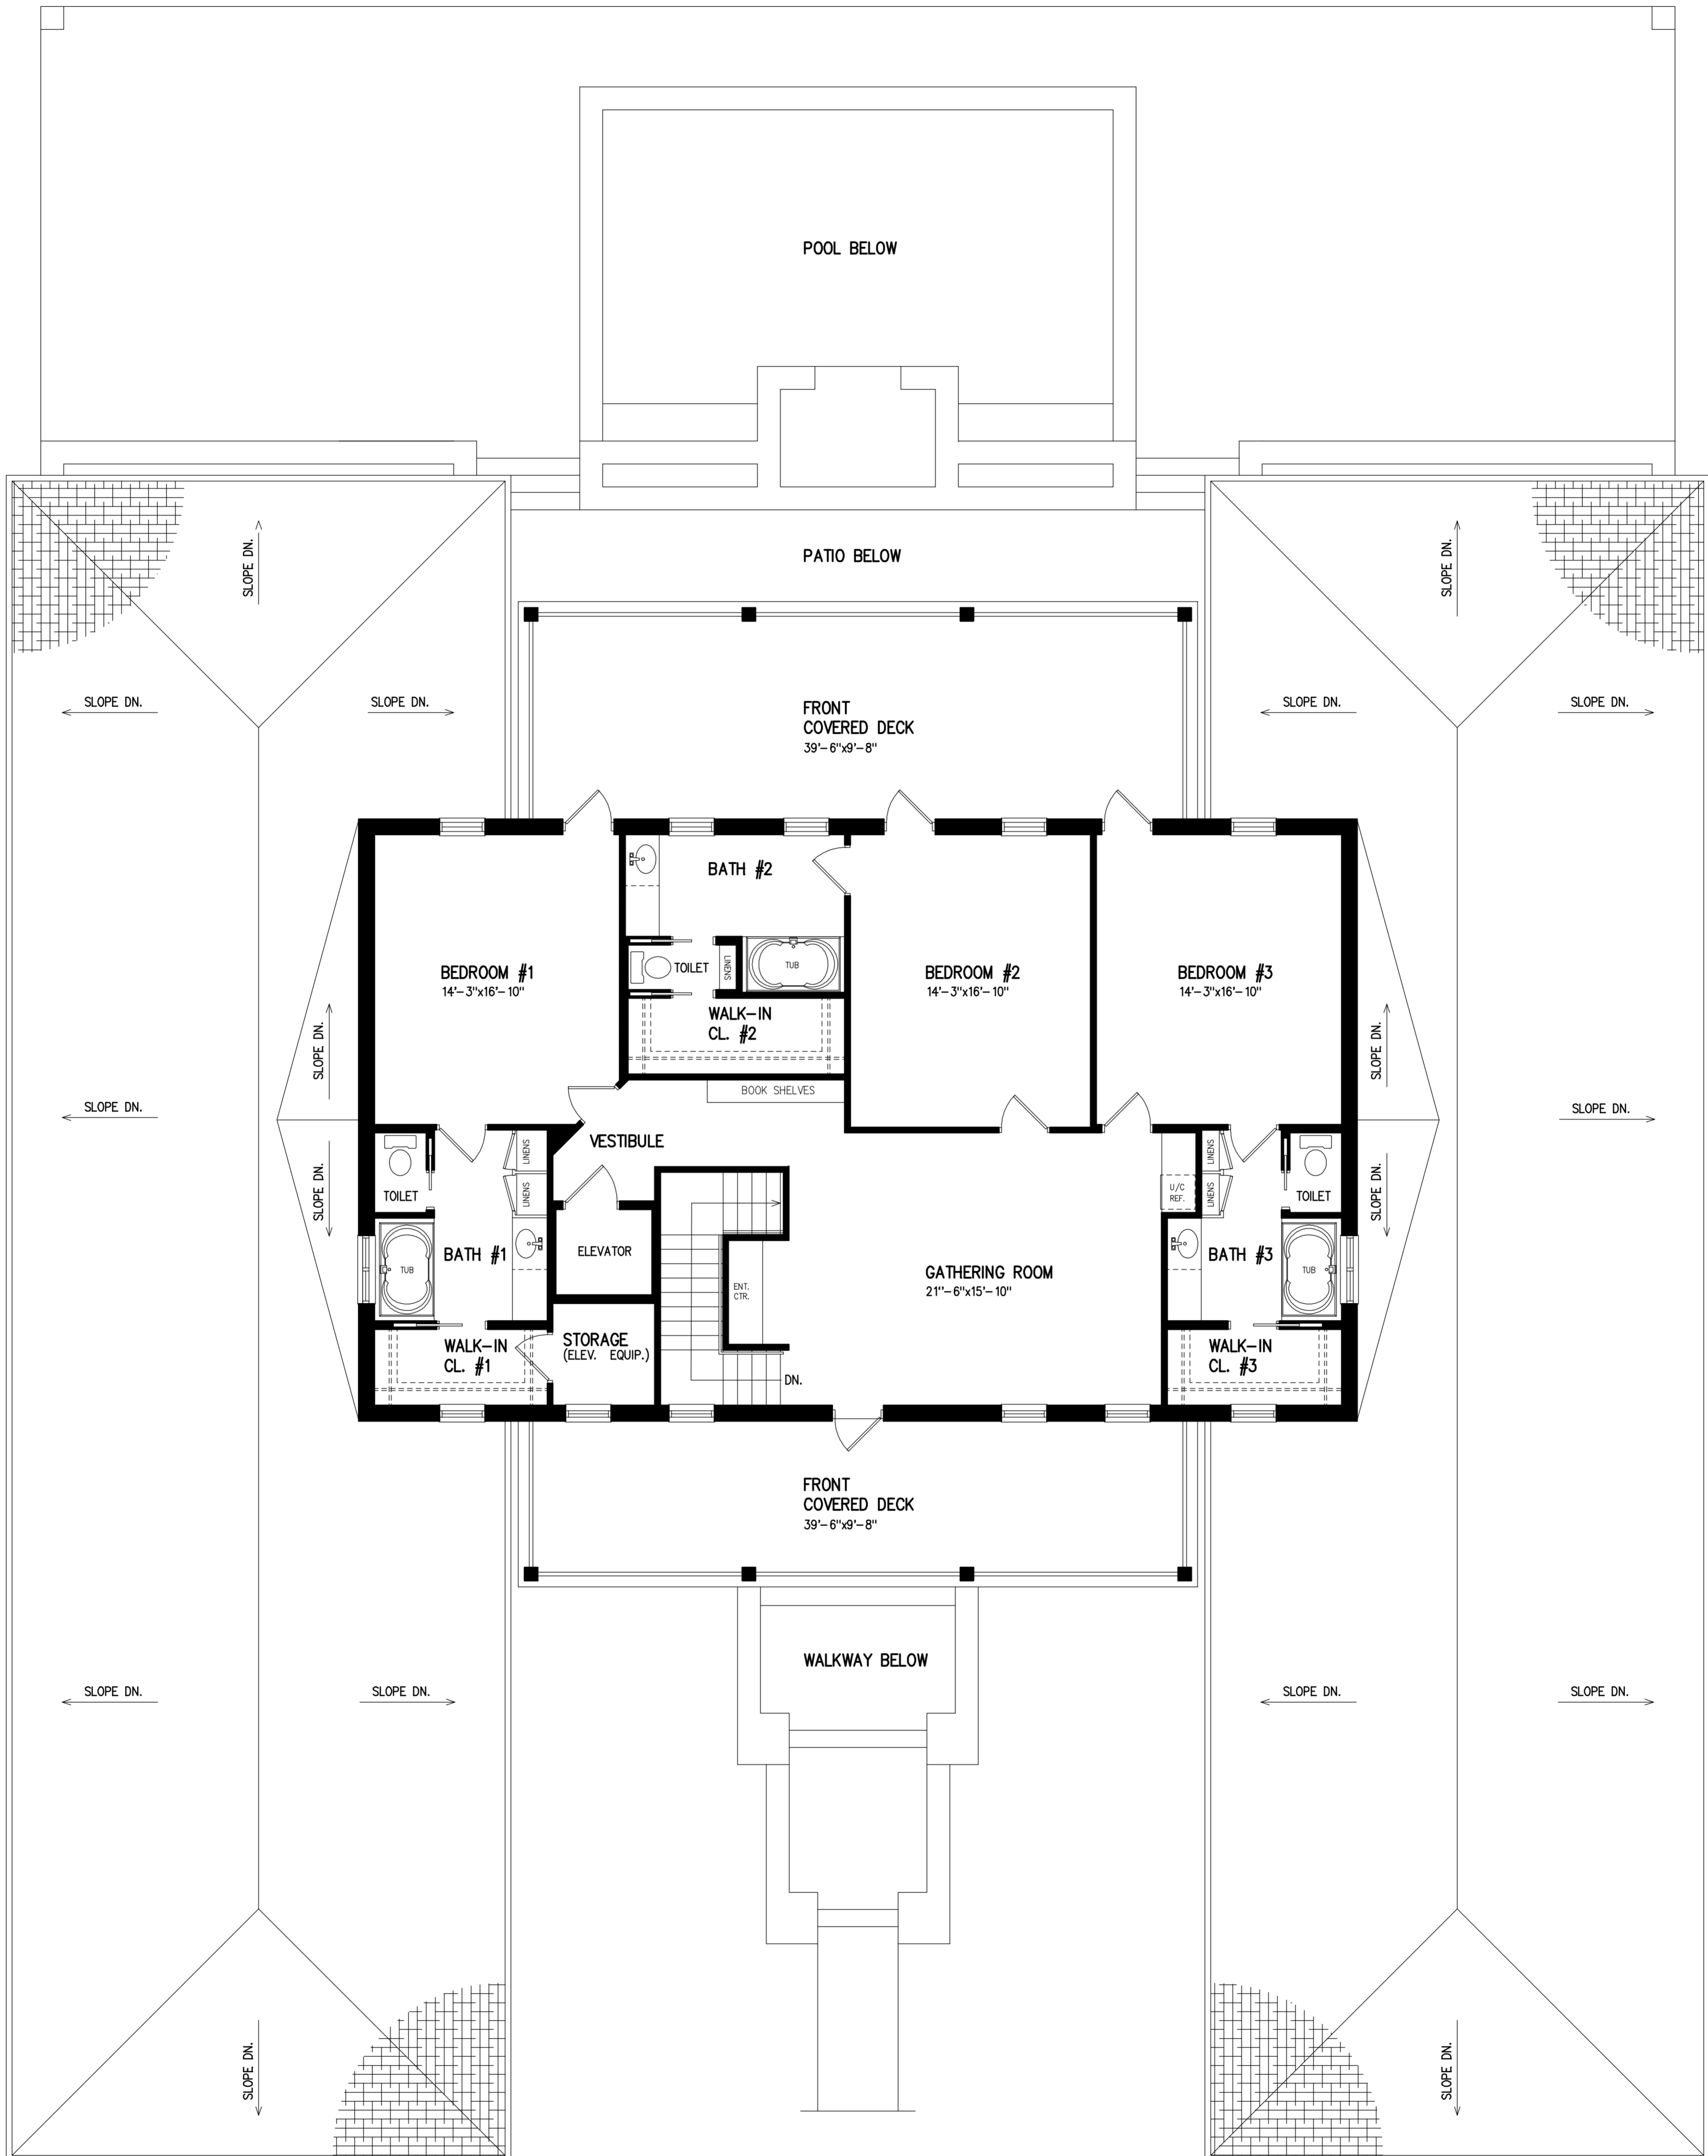 POOL BELOW
PATIO BELOW
SLOPE DN.
SLOPE DN.
SLOPE DN.
SLOPE DN.
SLOPE DN.
SLOPE DN.
FRONT
COVERED DECK
39'-6"x9'-8"
BATH #2
BEDROOM #1
14'-3"x16'-10"
TOILET
LINENS
TUB
BEDROOM #2
14'-3"x16'-10"
BEDROOM #3
14'-3"x16'-10"
WALK-IN
CL. #2
SLOPE DN.
SLOPE DN.
BOOK SHELVES
SLOPE DN.
SLOPE DN.
VESTIBULE
LINENS
LINENS
SLOPE DN.
SLOPE DN.
TOILET
LINENS
U/C
REF.
LINENS
TOILET
BATH #1
ELEVATOR
BATH #3
TUB
TUB
GATHERING ROOM
21''-6"x15'-10"
ENT.
CTR.
WALK-IN
CL. #1
STORAGE
(ELEV. EQUIP.)
WALK-IN
CL. #3
DN.
FRONT
COVERED DECK
39'-6"x9'-8"
WALKWAY BELOW
SLOPE DN.
SLOPE DN.
SLOPE DN.
SLOPE DN.
SLOPE DN.
SLOPE DN.